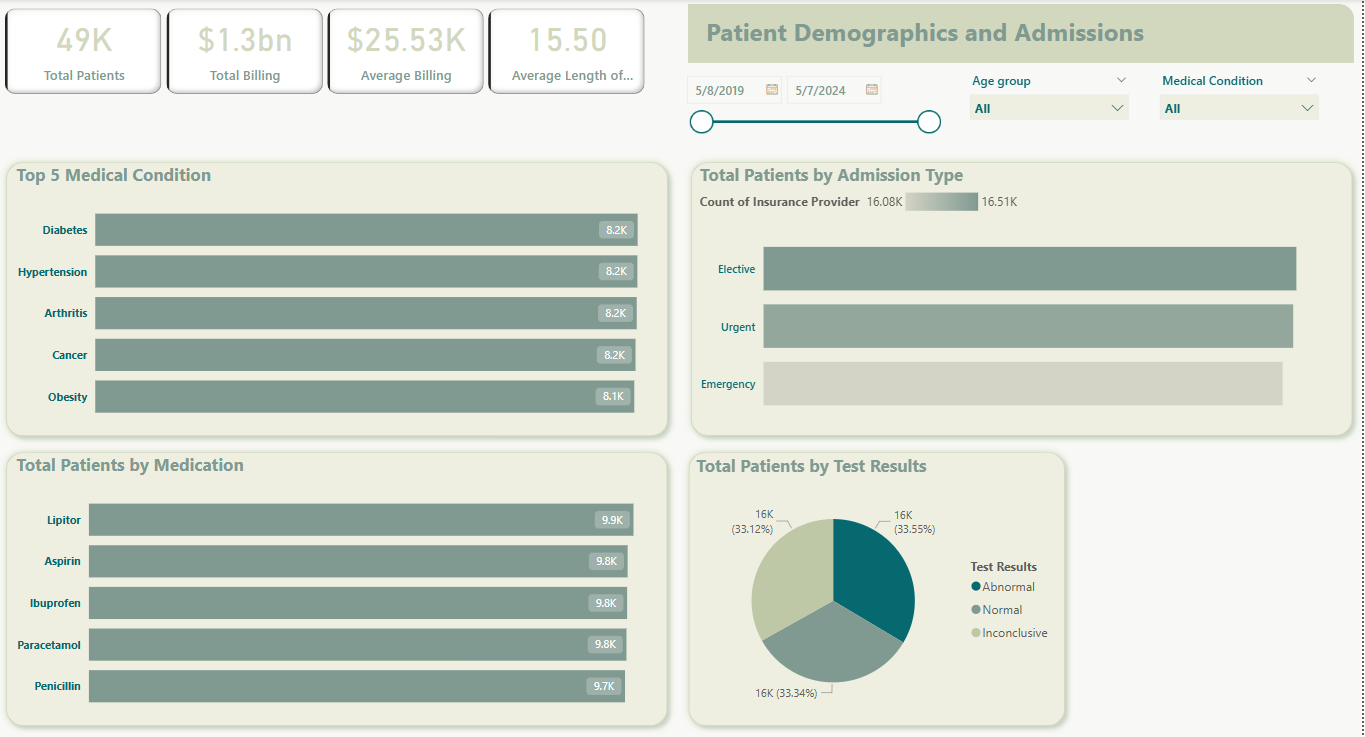 49K
Total Patients
$1.3bn
Total Billing
$25.53K
Average Billing
15.50
Average Length of...
Patient Demographics and Admissions
5/8/2019
5/7/2024
Age group
All
Medical Condition
All
Top 5 Medical Condition
Diabetes 8.2K
Hypertension 8.2K
Arthritis 8.2K
Cancer 8.2K
Obesity 8.1K
Total Patients by Admission Type
Count of Insurance Provider 16.08K 16.51K
Elective
Urgent
Emergency
Total Patients by Medication
Lipitor 9.9K
Aspirin 9.8K
Ibuprofen 9.8K
Paracetamol 9.8K
Penicillin 9.7K
Total Patients by Test Results
16K
(33.12%)
16K
(33.55%)
16K (33.34%)
Test Results
Abnormal
Normal
Inconclusive